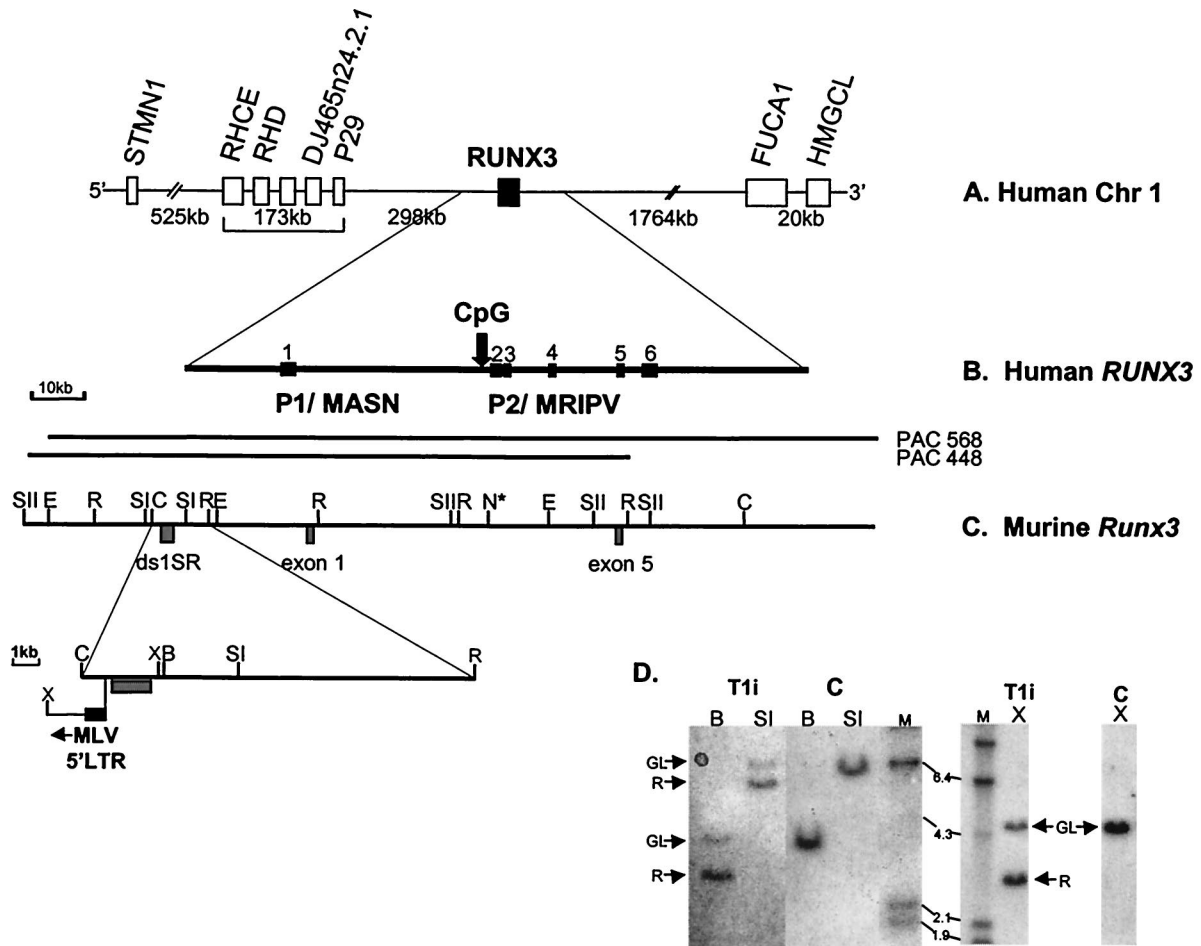 STMN1
RHCE
RHD
DJ465n24.2.1
P29
RUNX3
FUCA1
HMGCL
5'
3'
525kb
173kb
298kb
1764kb
20kb
A. Human Chr 1
CpG
1
2
3
4
5
6
10kb
P1/ MASN
P2/ MRIPV
B. Human RUNX3
PAC 568
PAC 448
SII E R SI C SI R E R SII R N* E SII R SII C
C. Murine Runx3
ds1SR
exon 1
exon 5
1kb
C X B SI R
X
MLV
5'LTR
D.
T1i C T1i C
B SI B SI M M X X
GL
R
GL
R
6.4
4.3
2.1
1.9
GL
R